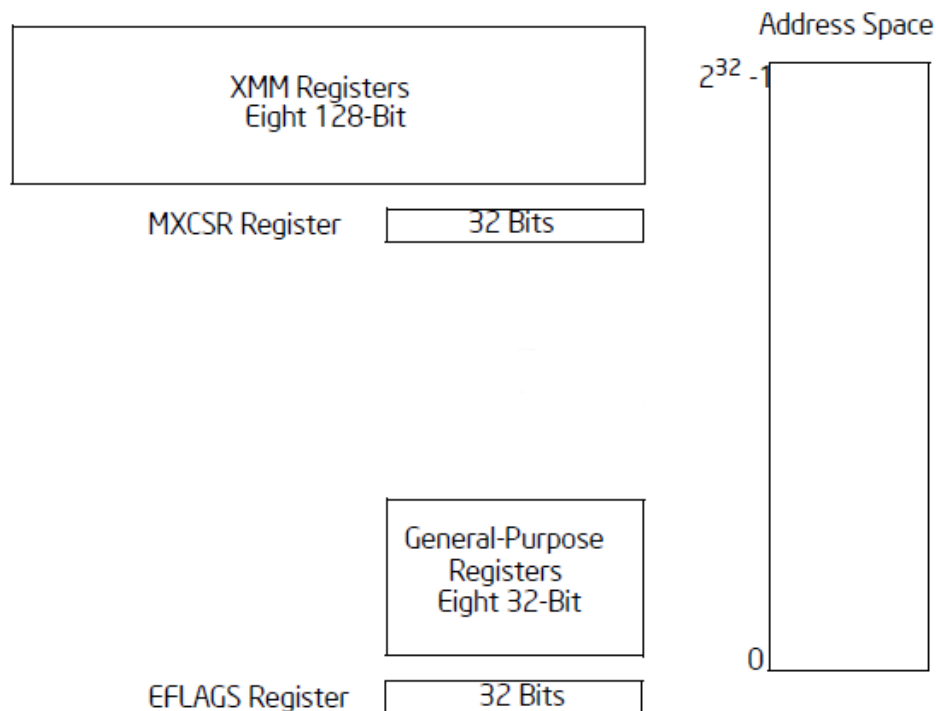 Address Space
2³² -1
XMM Registers
Eight 128-Bit
MXCSR Register
32 Bits
General-Purpose
Registers
Eight 32-Bit
0
EFLAGS Register
32 Bits